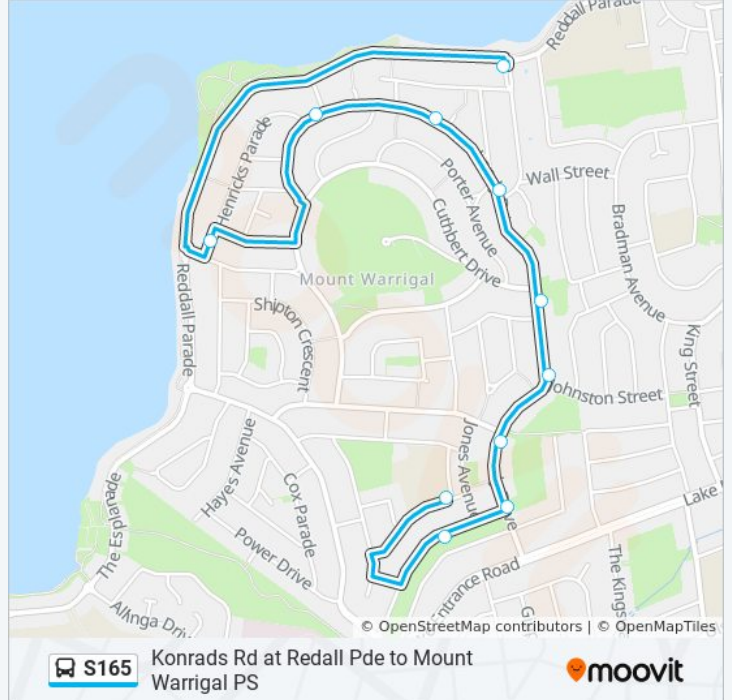 Reddall Parade
Henricks Parade
Porter Avenue
Wall Street
Cuthbert Drive
Bradman Avenue
Mount Warrigal
Reddall Parade
Shipton Crescent
King Street
Johnston Street
Jones Avenue
Hayes Avenue
Cox Parade
Lake
The Esplanade
Power Drive
Entrance Road
The Kings
© OpenStreetMap contributors | © OpenMapTiles
S165
Konrads Rd at Redall Pde to Mount
Warrigal PS
moovit